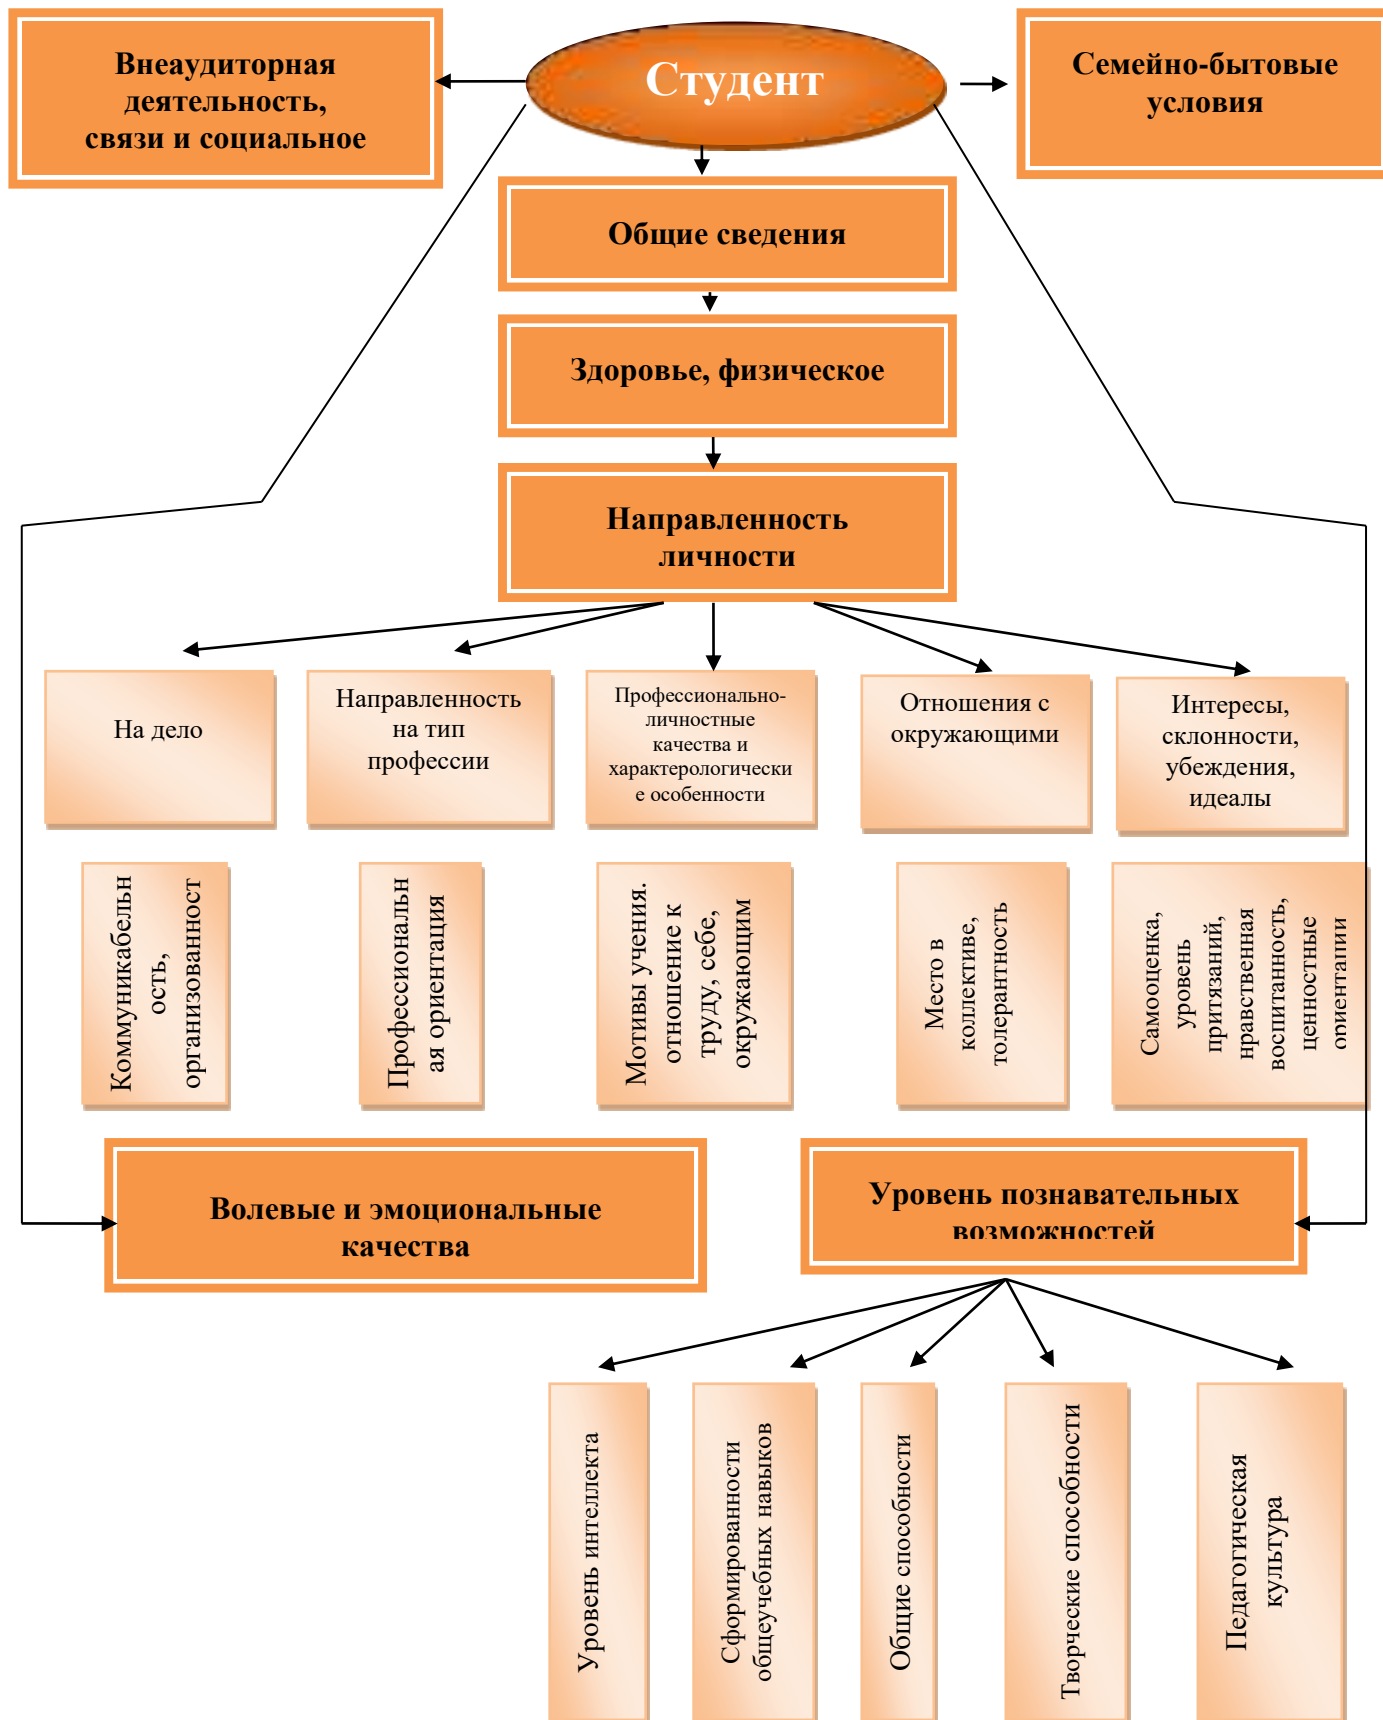 Внеаудиторная
деятельность,
связи и социальное
Студент
Семейно-бытовые
условия
Общие сведения
Здоровье, физическое
Направленность
личности
На дело
Направленность
на тип
профессии
Профессионально-
личностные
качества и
характерологически
е особенности
Отношения с
окружающими
Интересы,
склонности,
убеждения,
идеалы
Коммуникабельн
ость,
организованност
Профессиональн
ая ориентация
Мотивы учения.
отношение к
труду, себе,
окружающим
Место в
коллективе,
толерантность
Самооценка,
уровень
притязаний,
нравственная
воспитанность,
ценностные
ориентации
Волевые и эмоциональные
качества
Уровень познавательных
возможностей
Уровень интеллекта
Сформированности
общеучебных навыков
Общие способности
Творческие способности
Педагогическая
культура